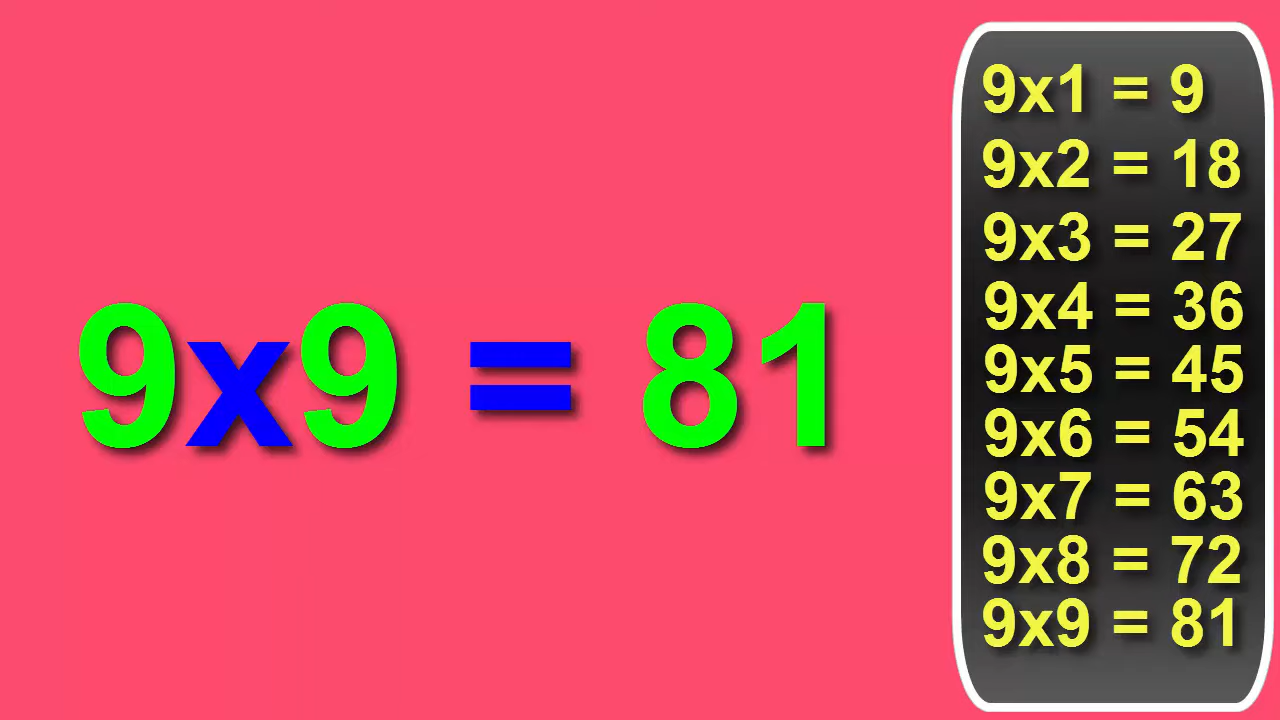 9x9 = 81
9x1 = 9
9x2 = 18
9x3 = 27
9x4 = 36
9x5 = 45
9x6 = 54
9x7 = 63
9x8 = 72
9x9 = 81